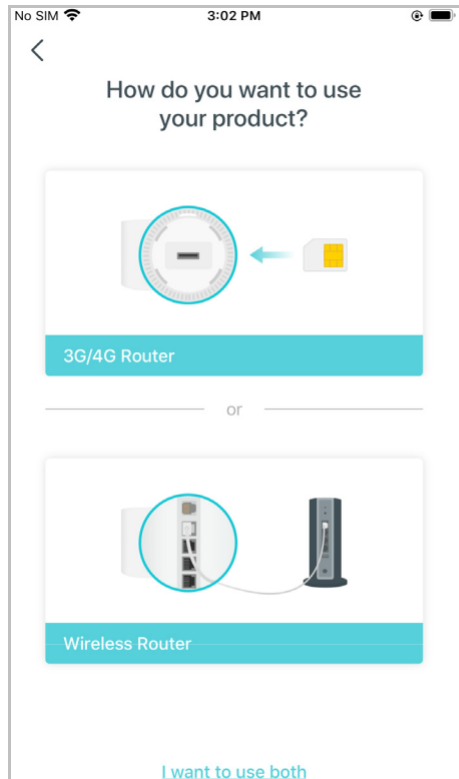 No SIM 3:02 PM
How do you want to use
your product?
3G/4G Router
or
Wireless Router
I want to use both